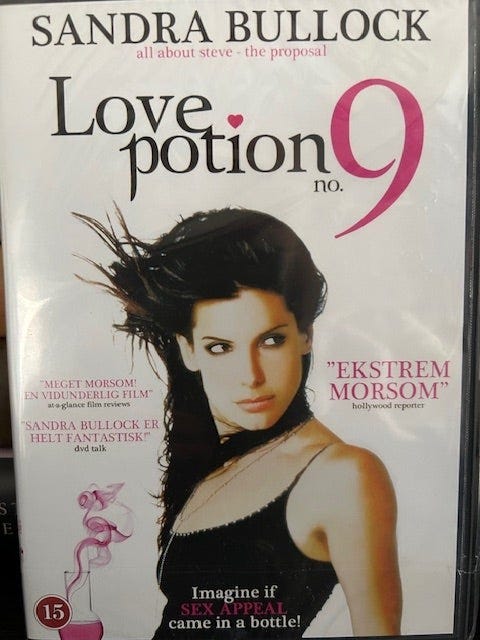 SANDRA BULLOCK
all about steve - the proposal
Love
potion
no. 9
"MEGET MORSOM!
EN VIDUNDERLIG FILM"
at-a-glance film reviews
"SANDRA BULLOCK ER
HELT FANTASTISK!"
dvd talk
"EKSTREM
MORSOM"
hollywood reporter
Imagine if
SEX APPEAL
came in a bottle!
15